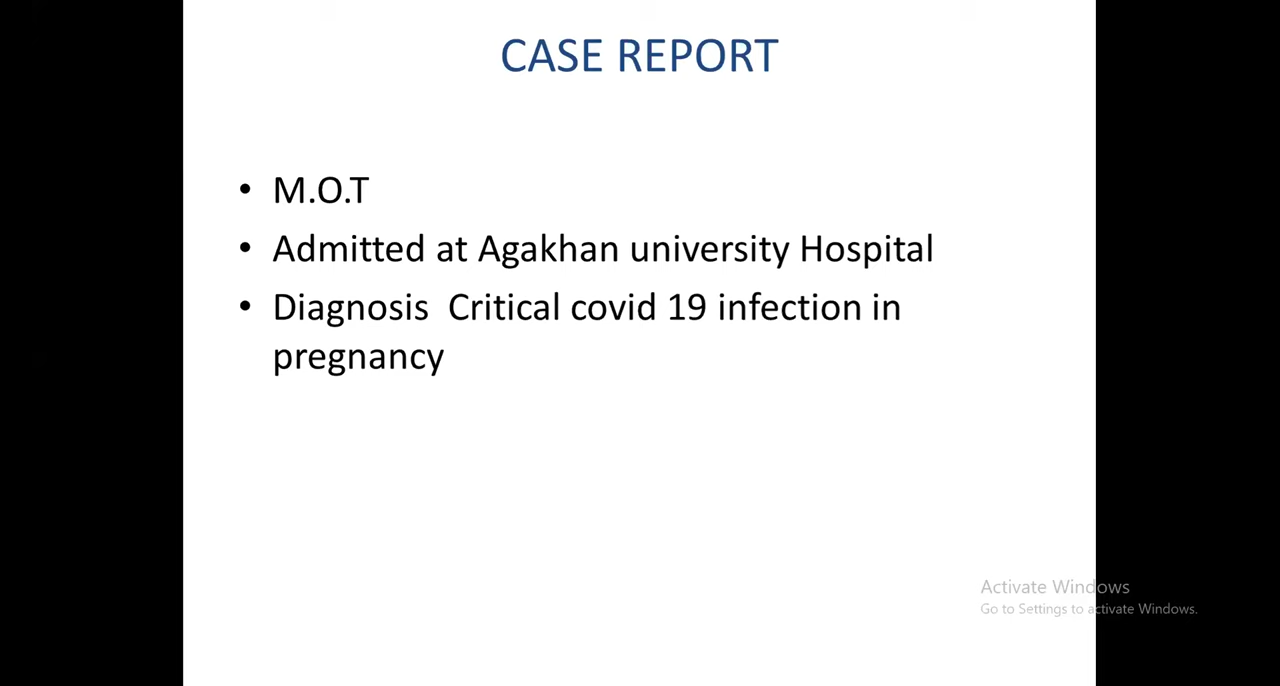 CASE REPORT
• M.O.T
• Admitted at Agakhan university Hospital
• Diagnosis  Critical covid 19 infection in
pregnancy
Activate Windows
Go to Settings to activate Windows.